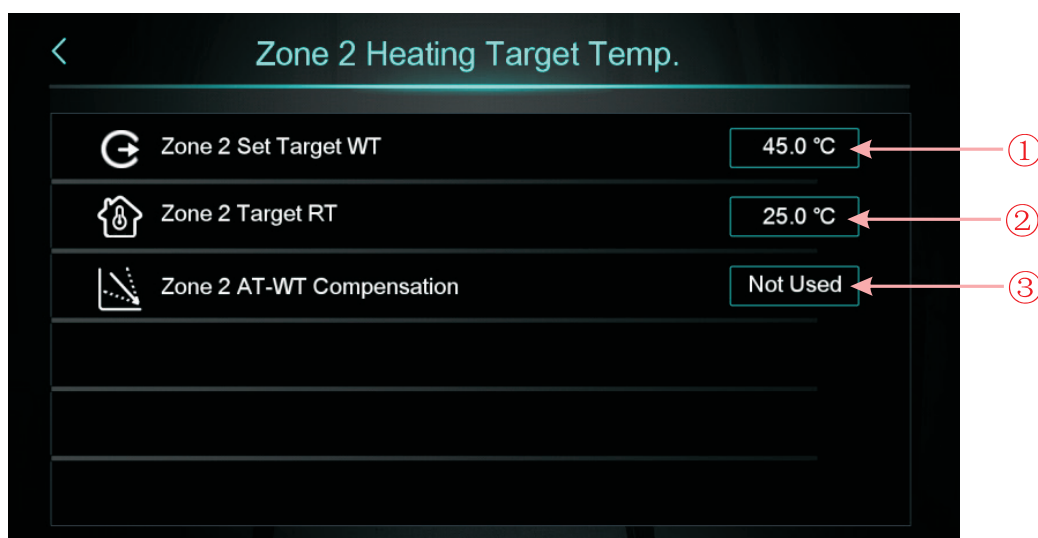 Zone 2 Heating Target Temp.
Zone 2 Set Target WT 45.0 ℃ ①
Zone 2 Target RT 25.0 ℃ ②
Zone 2 AT-WT Compensation Not Used ③